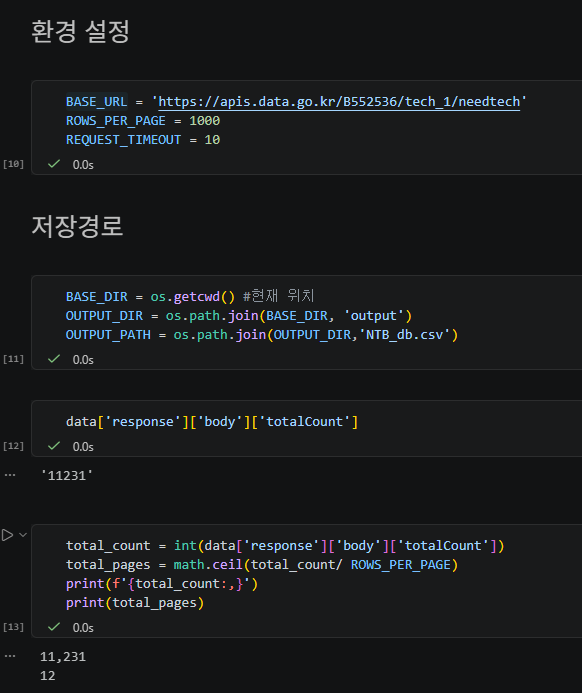 환경 설정
BASE_URL = 'https://apis.data.go.kr/B552536/tech_1/needtech'
ROWS_PER_PAGE = 1000
REQUEST_TIMEOUT = 10
[10]
0.0s
저장경로
BASE_DIR = os.getcwd() #현재 위치
OUTPUT_DIR = os.path.join(BASE_DIR, 'output')
OUTPUT_PATH = os.path.join(OUTPUT_DIR,'NTB_db.csv')
[11]
0.0s
data['response']['body']['totalCount']
[12]
0.0s
'11231'
total_count = int(data['response']['body']['totalCount'])
total_pages = math.ceil(total_count/ ROWS_PER_PAGE)
print(f'{total_count:,}')
print(total_pages)
[13]
0.0s
11,231
12